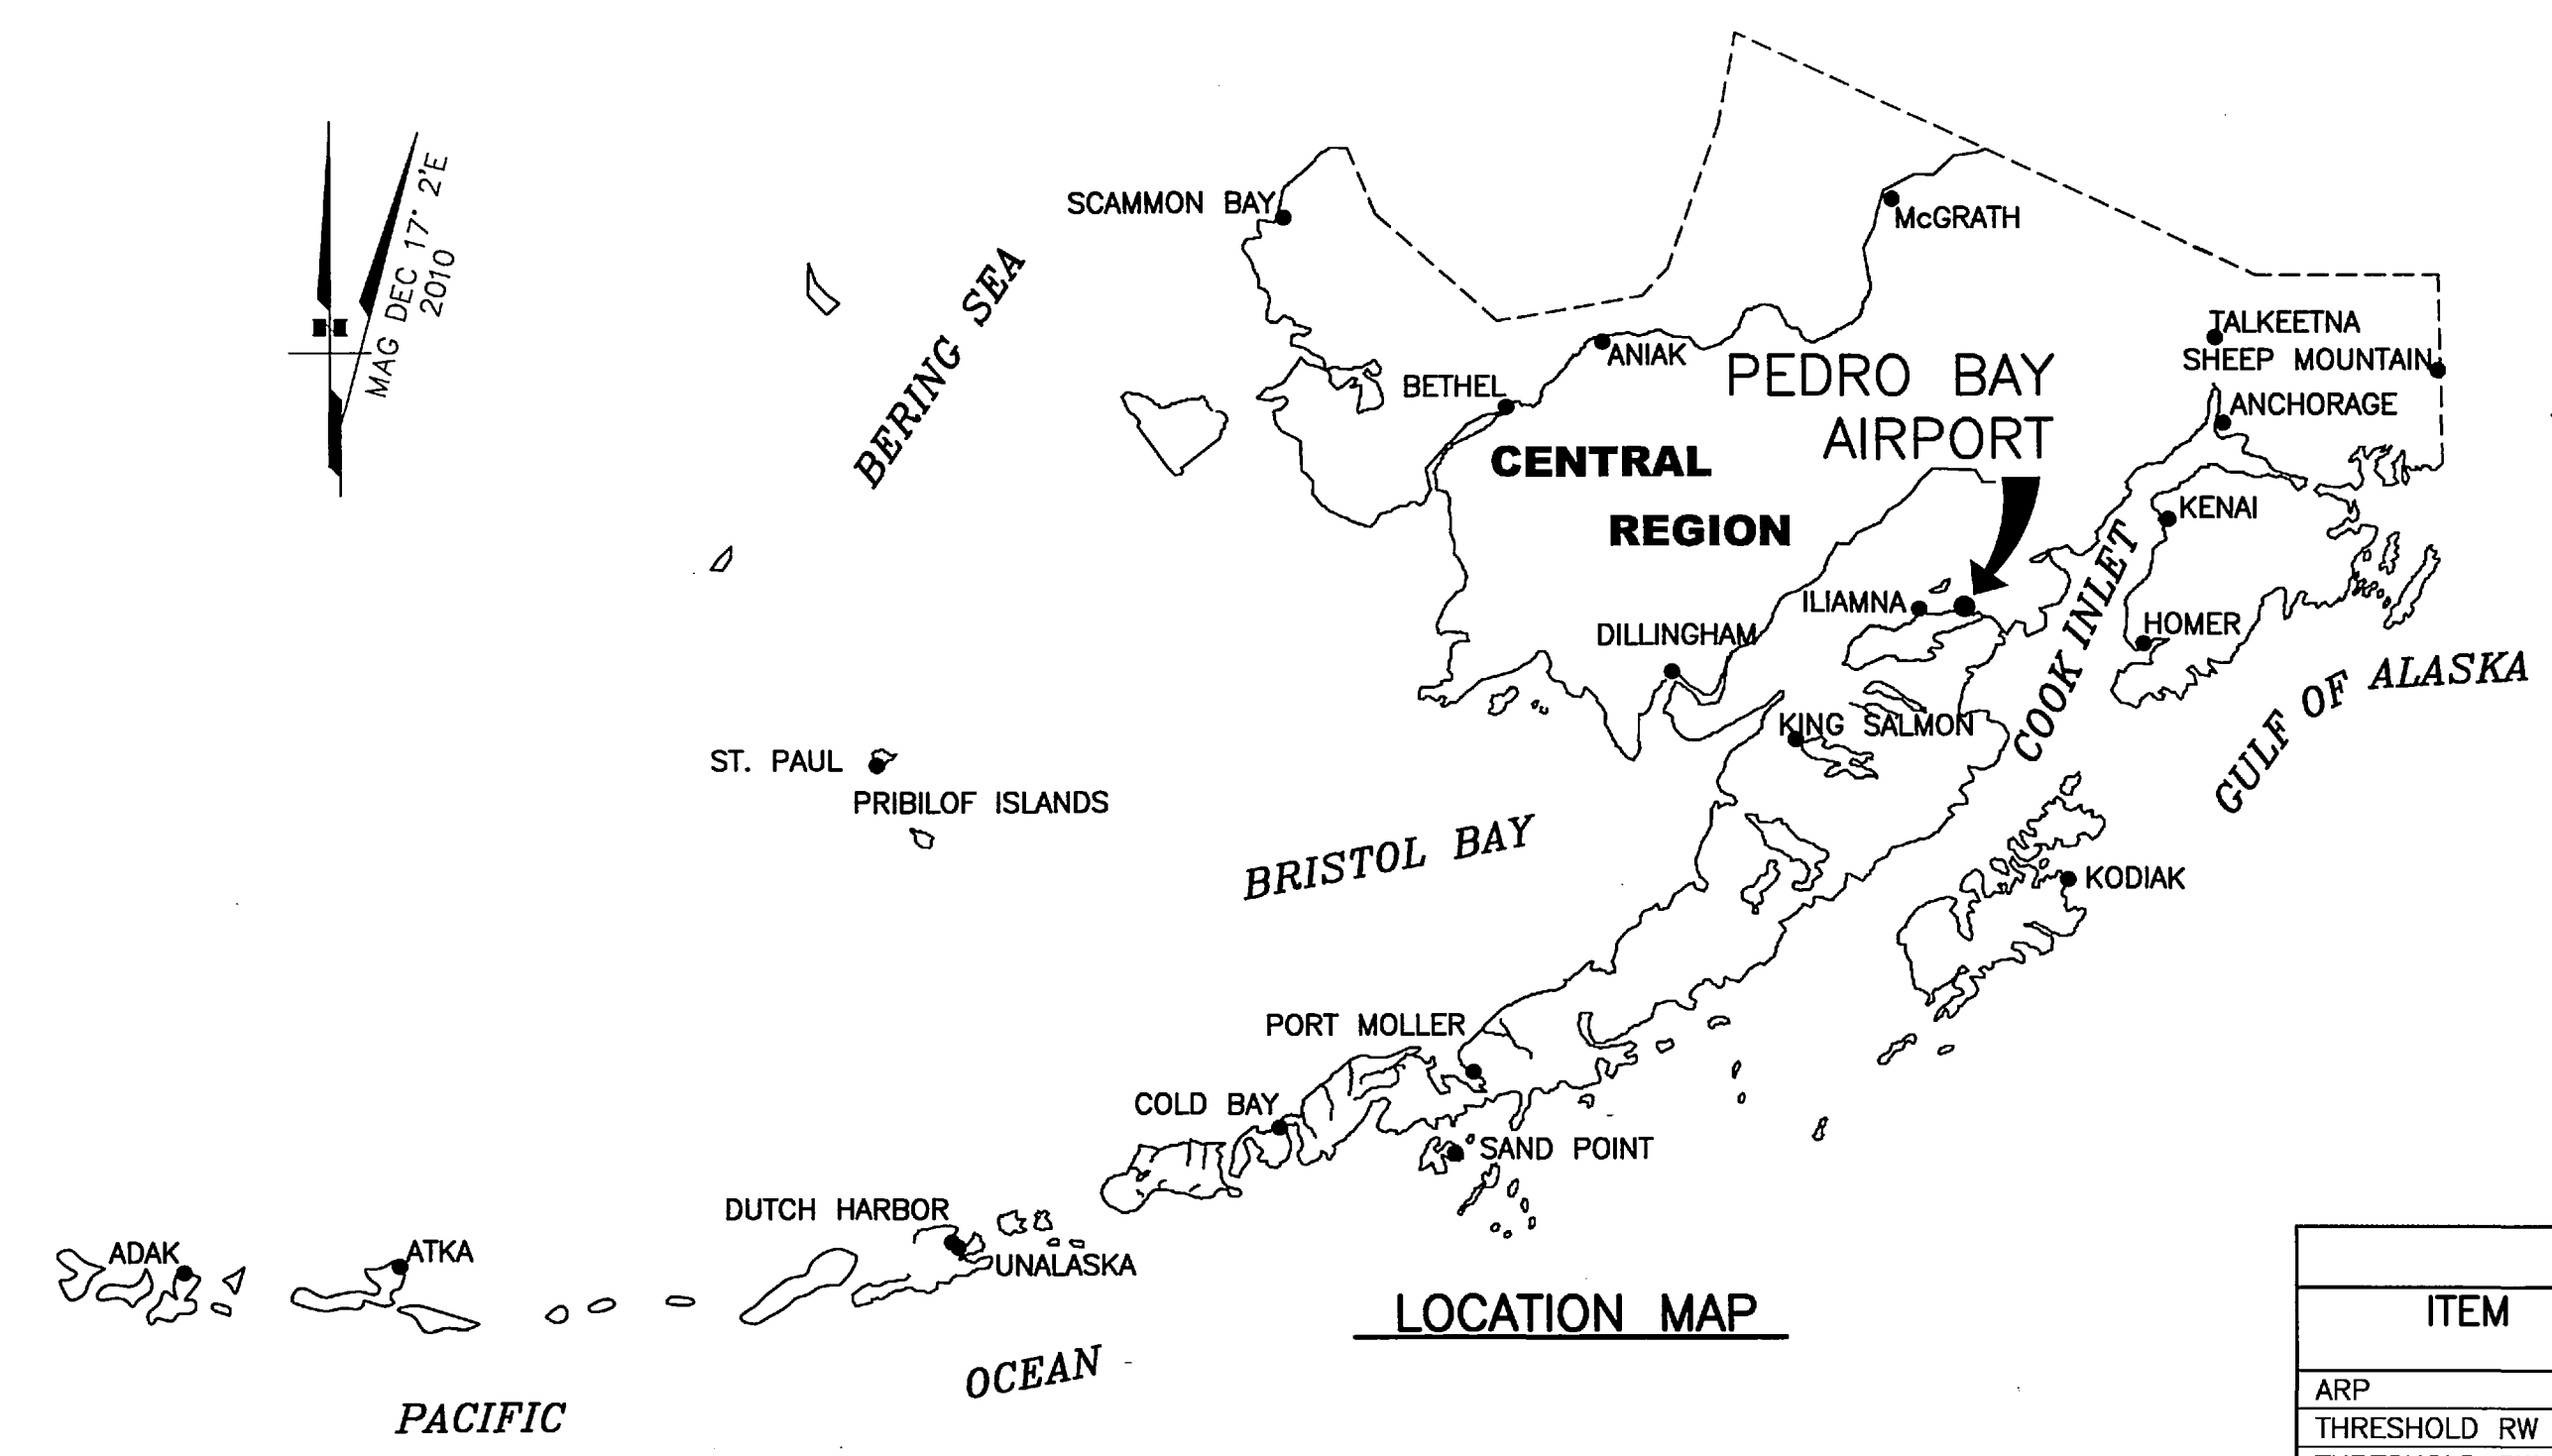 MAG DEC 17° 2'E
2010
BERING SEA
SCAMMON BAY
McGRATH
TALKEETNA
SHEEP MOUNTAIN
ANCHORAGE
ANIAK
BETHEL
PEDRO BAY
AIRPORT
CENTRAL
REGION
KENAI
ILIAMNA
DILLINGHAM
HOMER
COOK INLET
GULF OF ALASKA
KING SALMON
ST. PAUL
PRIBILOF ISLANDS
BRISTOL BAY
KODIAK
PORT MOLLER
COLD BAY
SAND POINT
DUTCH HARBOR
UNALASKA
ADAK
ATKA
LOCATION MAP
PACIFIC
OCEAN
ITEM
ARP
THRESHOLD RW